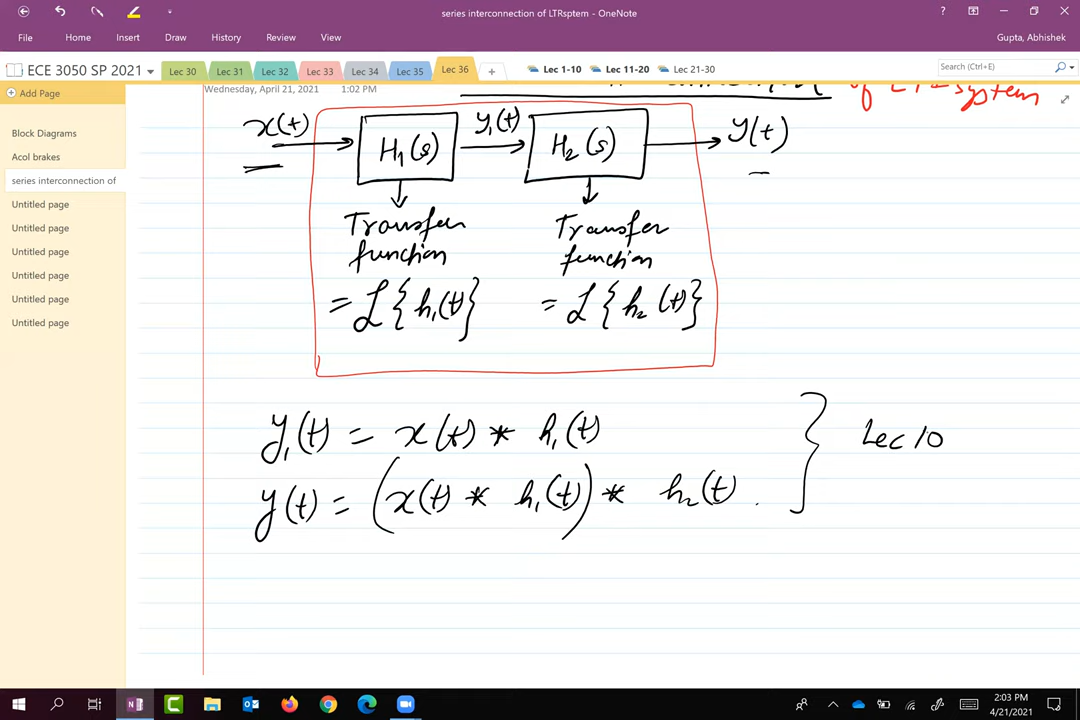 series interconnection of LTRsptem - OneNote
Gupta, Abhishek
File Home Insert Draw History Review View
ECE 3050 SP 2021
Lec 30 Lec 31 Lec 32 Lec 33 Lec 34 Lec 35 Lec 36
Lec 1-10 Lec 11-20 Lec 21-30
Search (Ctrl+E)
Add Page
Block Diagrams
Acol brakes
series interconnection of
Untitled page
Untitled page
Untitled page
Untitled page
Untitled page
Untitled page
Wednesday, April 21, 2021 1:02 PM
of LTI system
x(t) H₁(s) y₁(t) H₂(s) y(t)
Transfer function
= ℒ{h₁(t)}
Transfer function
= ℒ{h₂(t)}
y₁(t) = x(t) * h₁(t)
y(t) = (x(t) * h₁(t)) * h₂(t).
Lec 10
2:03 PM
4/21/2021